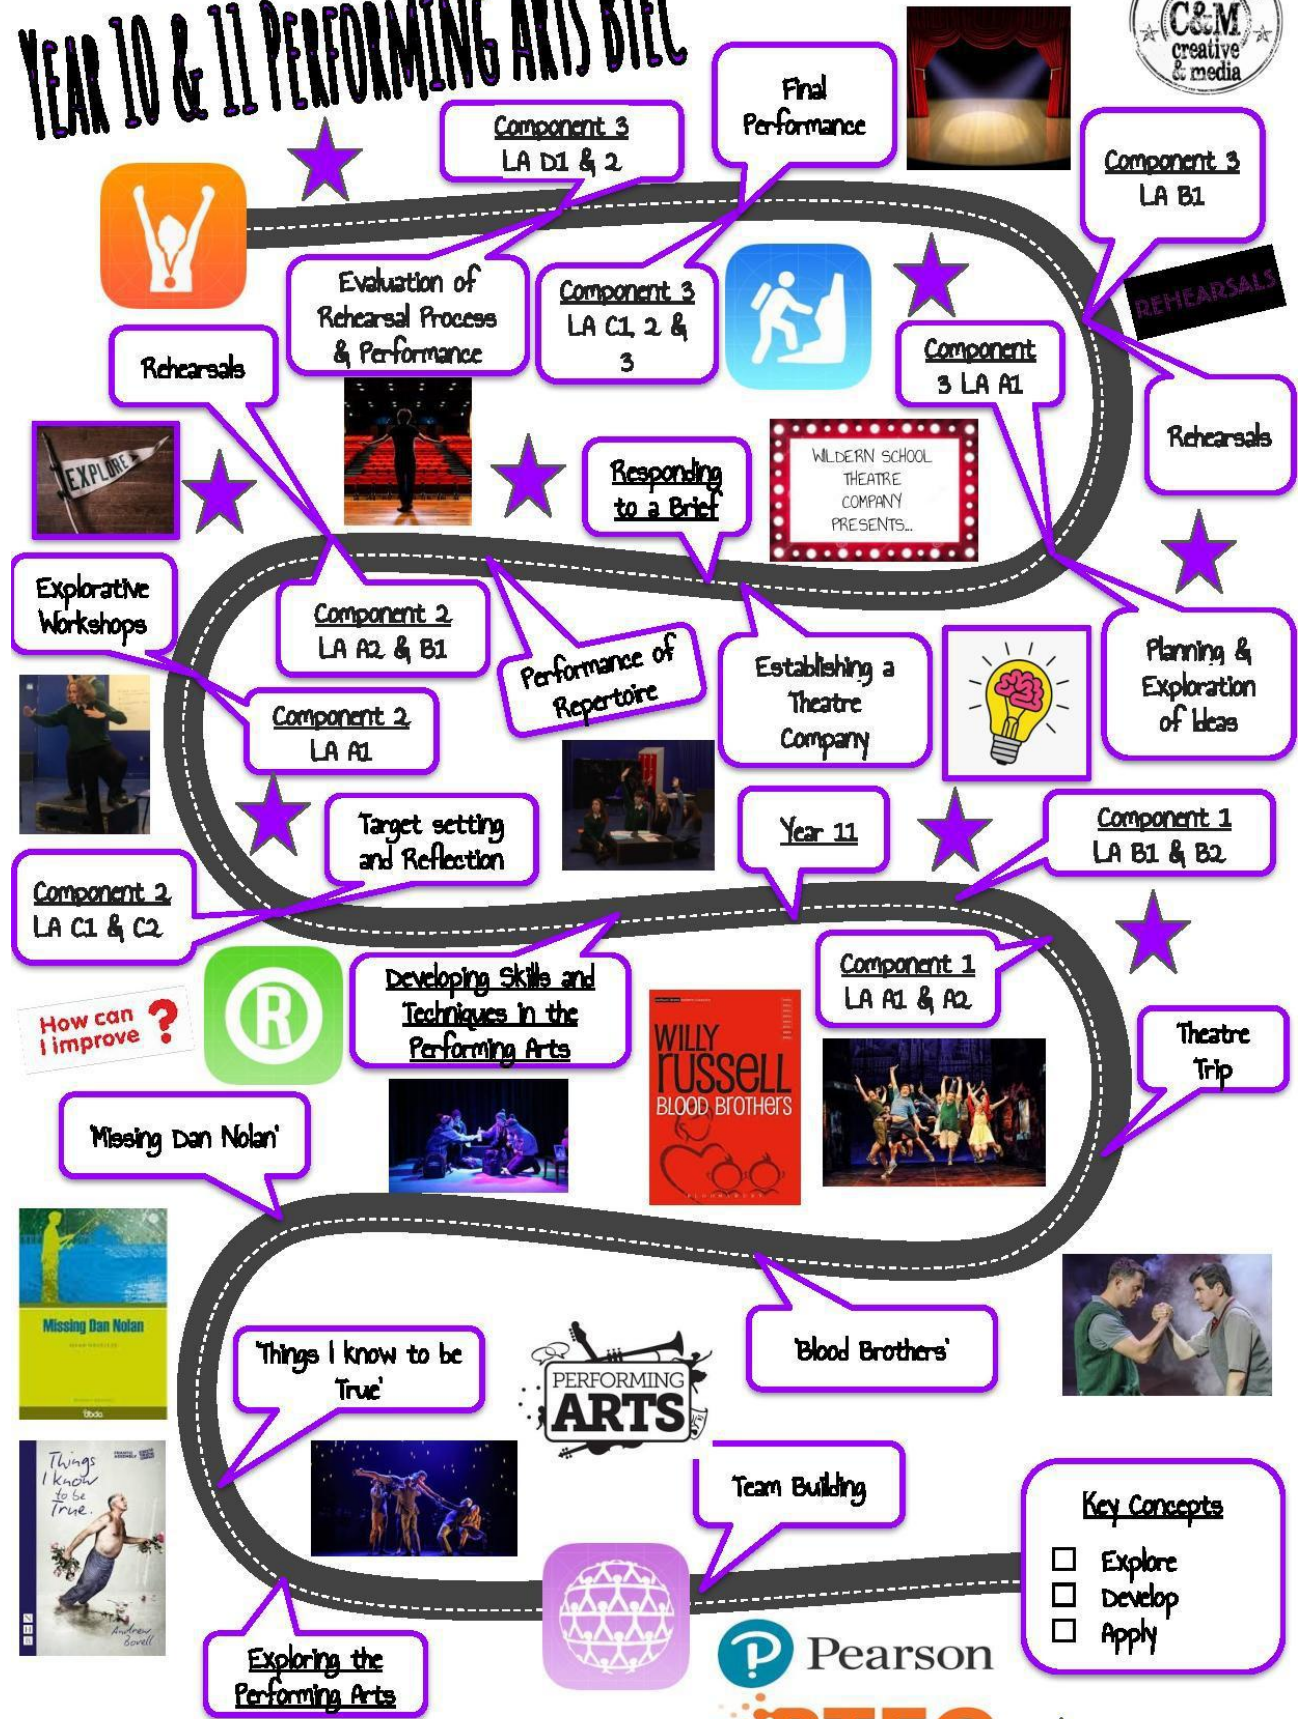 YEAR 10 & 11 PERFORMING ARTS BTEC
C&M
creative
& media
Final
Performance
Component 3
LA D1 & 2
Component 3
LA B1
REHEARSALS
Evaluation of
Rehearsal Process
& Performance
Component 3
LA C1, 2 &
3
Component
3 LA A1
Rehearsals
Rehearsals
EXPLORE
Responding
to a Brief
WILDERN SCHOOL
THEATRE
COMPANY
PRESENTS...
Explorative
Workshops
Component 2
LA A2 & B1
Performance of
Repertoire
Establishing a
Theatre
Company
Planning &
Exploration
of Ideas
Component 2
LA A1
Target setting
and Reflection
Year 11
Component 1
LA B1 & B2
Component 2
LA C1 & C2
Developing Skills and
Techniques in the
Performing Arts
Component 1
LA A1 & A2
How can
I improve ?
R
WILLY
RUSSELL
BLOOD BROTHERS
BLOOMSBURY
Theatre
Trip
'Missing Dan Nolan'
Missing Dan Nolan
'Things I know to be
True'
PERFORMING
ARTS
'Blood Brothers'
Things
I know
to be
True.
Andrew
Bovell
NHB
Team Building
Key Concepts
Explore
Develop
Apply
Exploring the
Performing Arts
P Pearson
BTEC